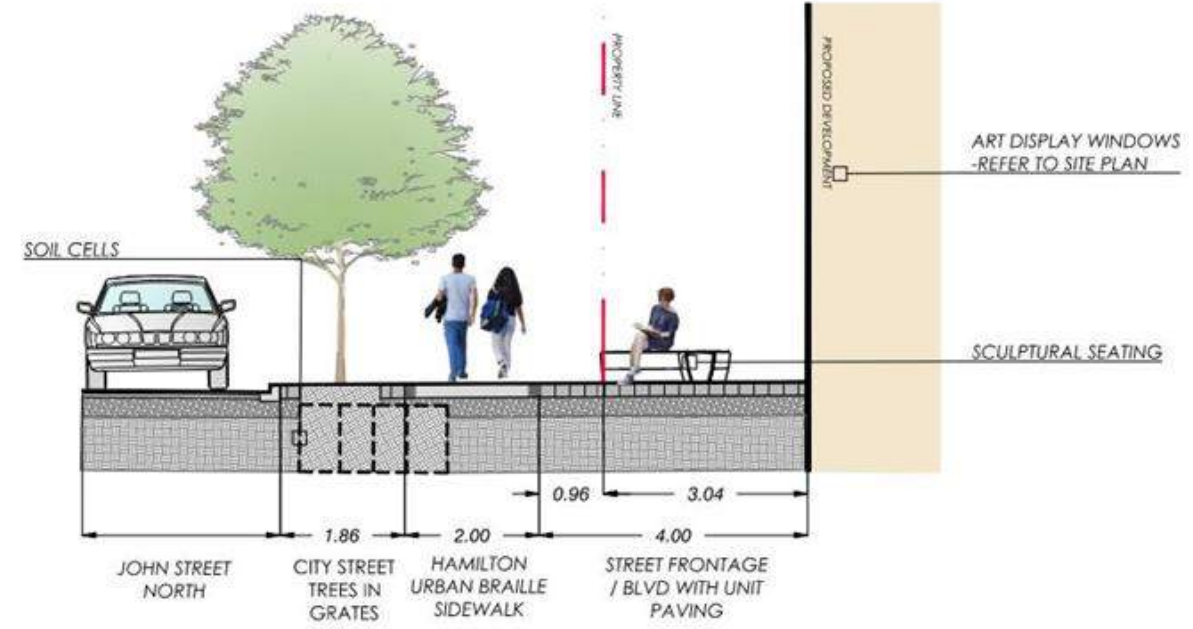 PROPERTY LINE
PROPOSED DEVELOPMENT
ART DISPLAY WINDOWS
-REFER TO SITE PLAN
SOIL CELLS
SCULPTURAL SEATING
0.96
3.04
1.86
2.00
4.00
JOHN STREET
NORTH
CITY STREET
TREES IN
GRATES
HAMILTON
URBAN BRAILLE
SIDEWALK
STREET FRONTAGE
/ BLVD WITH UNIT
PAVING